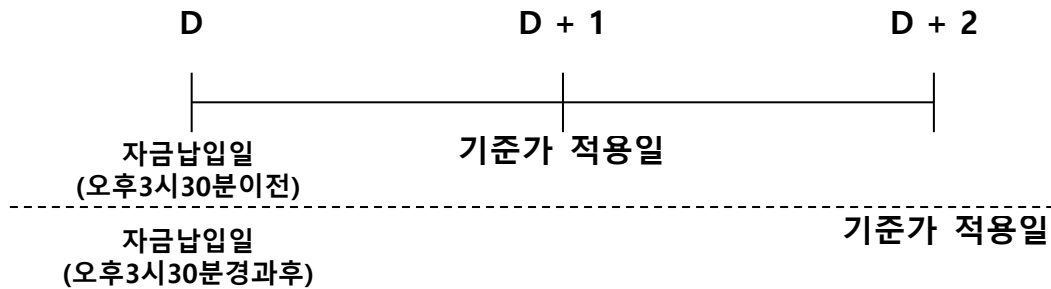 D D + 1 D + 2
자금납입일 기준가 적용일
(오후3시30분이전)
기준가 적용일
자금납입일
(오후3시30분경과후)